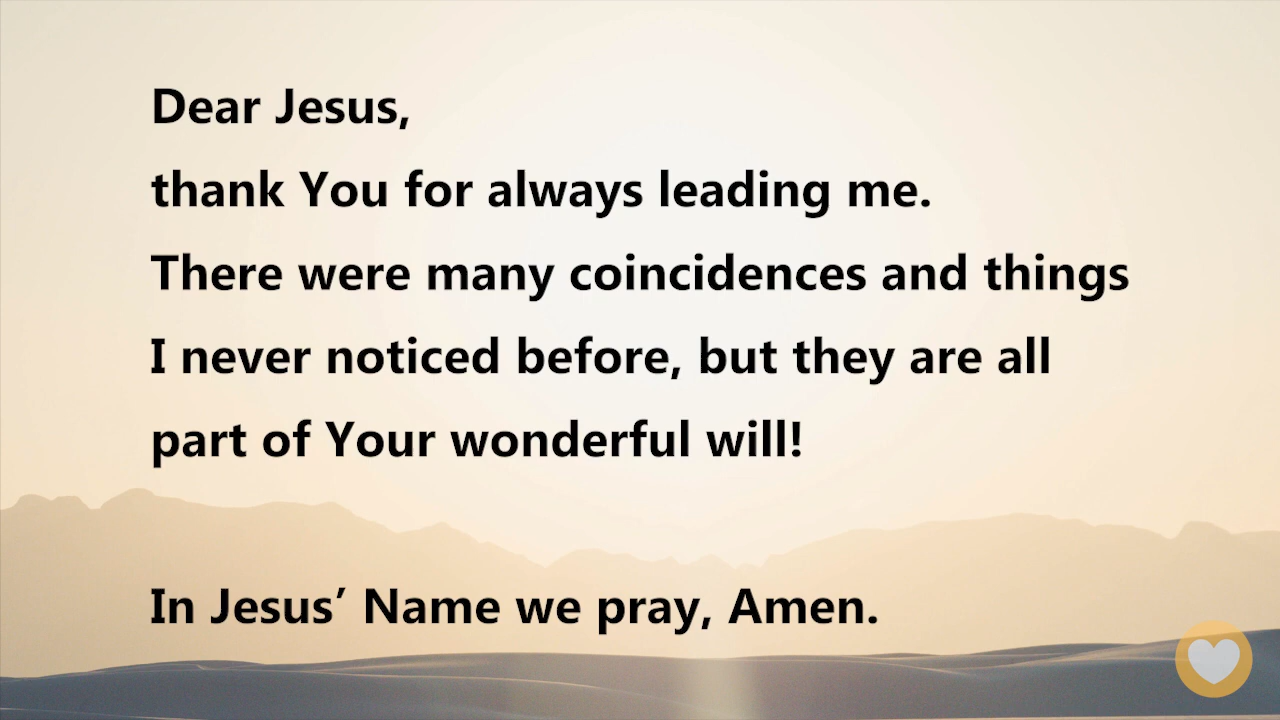 Dear Jesus,
thank You for always leading me.
There were many coincidences and things
I never noticed before, but they are all
part of Your wonderful will!
In Jesus’ Name we pray, Amen.